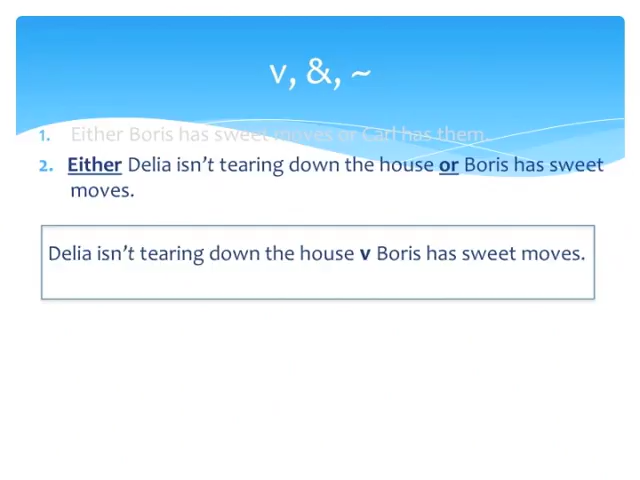 v, &, ~
1. Either Boris has sweet moves or Carl has them.
2. Either Delia isn't tearing down the house or Boris has sweet
moves.
Delia isn't tearing down the house v Boris has sweet moves.